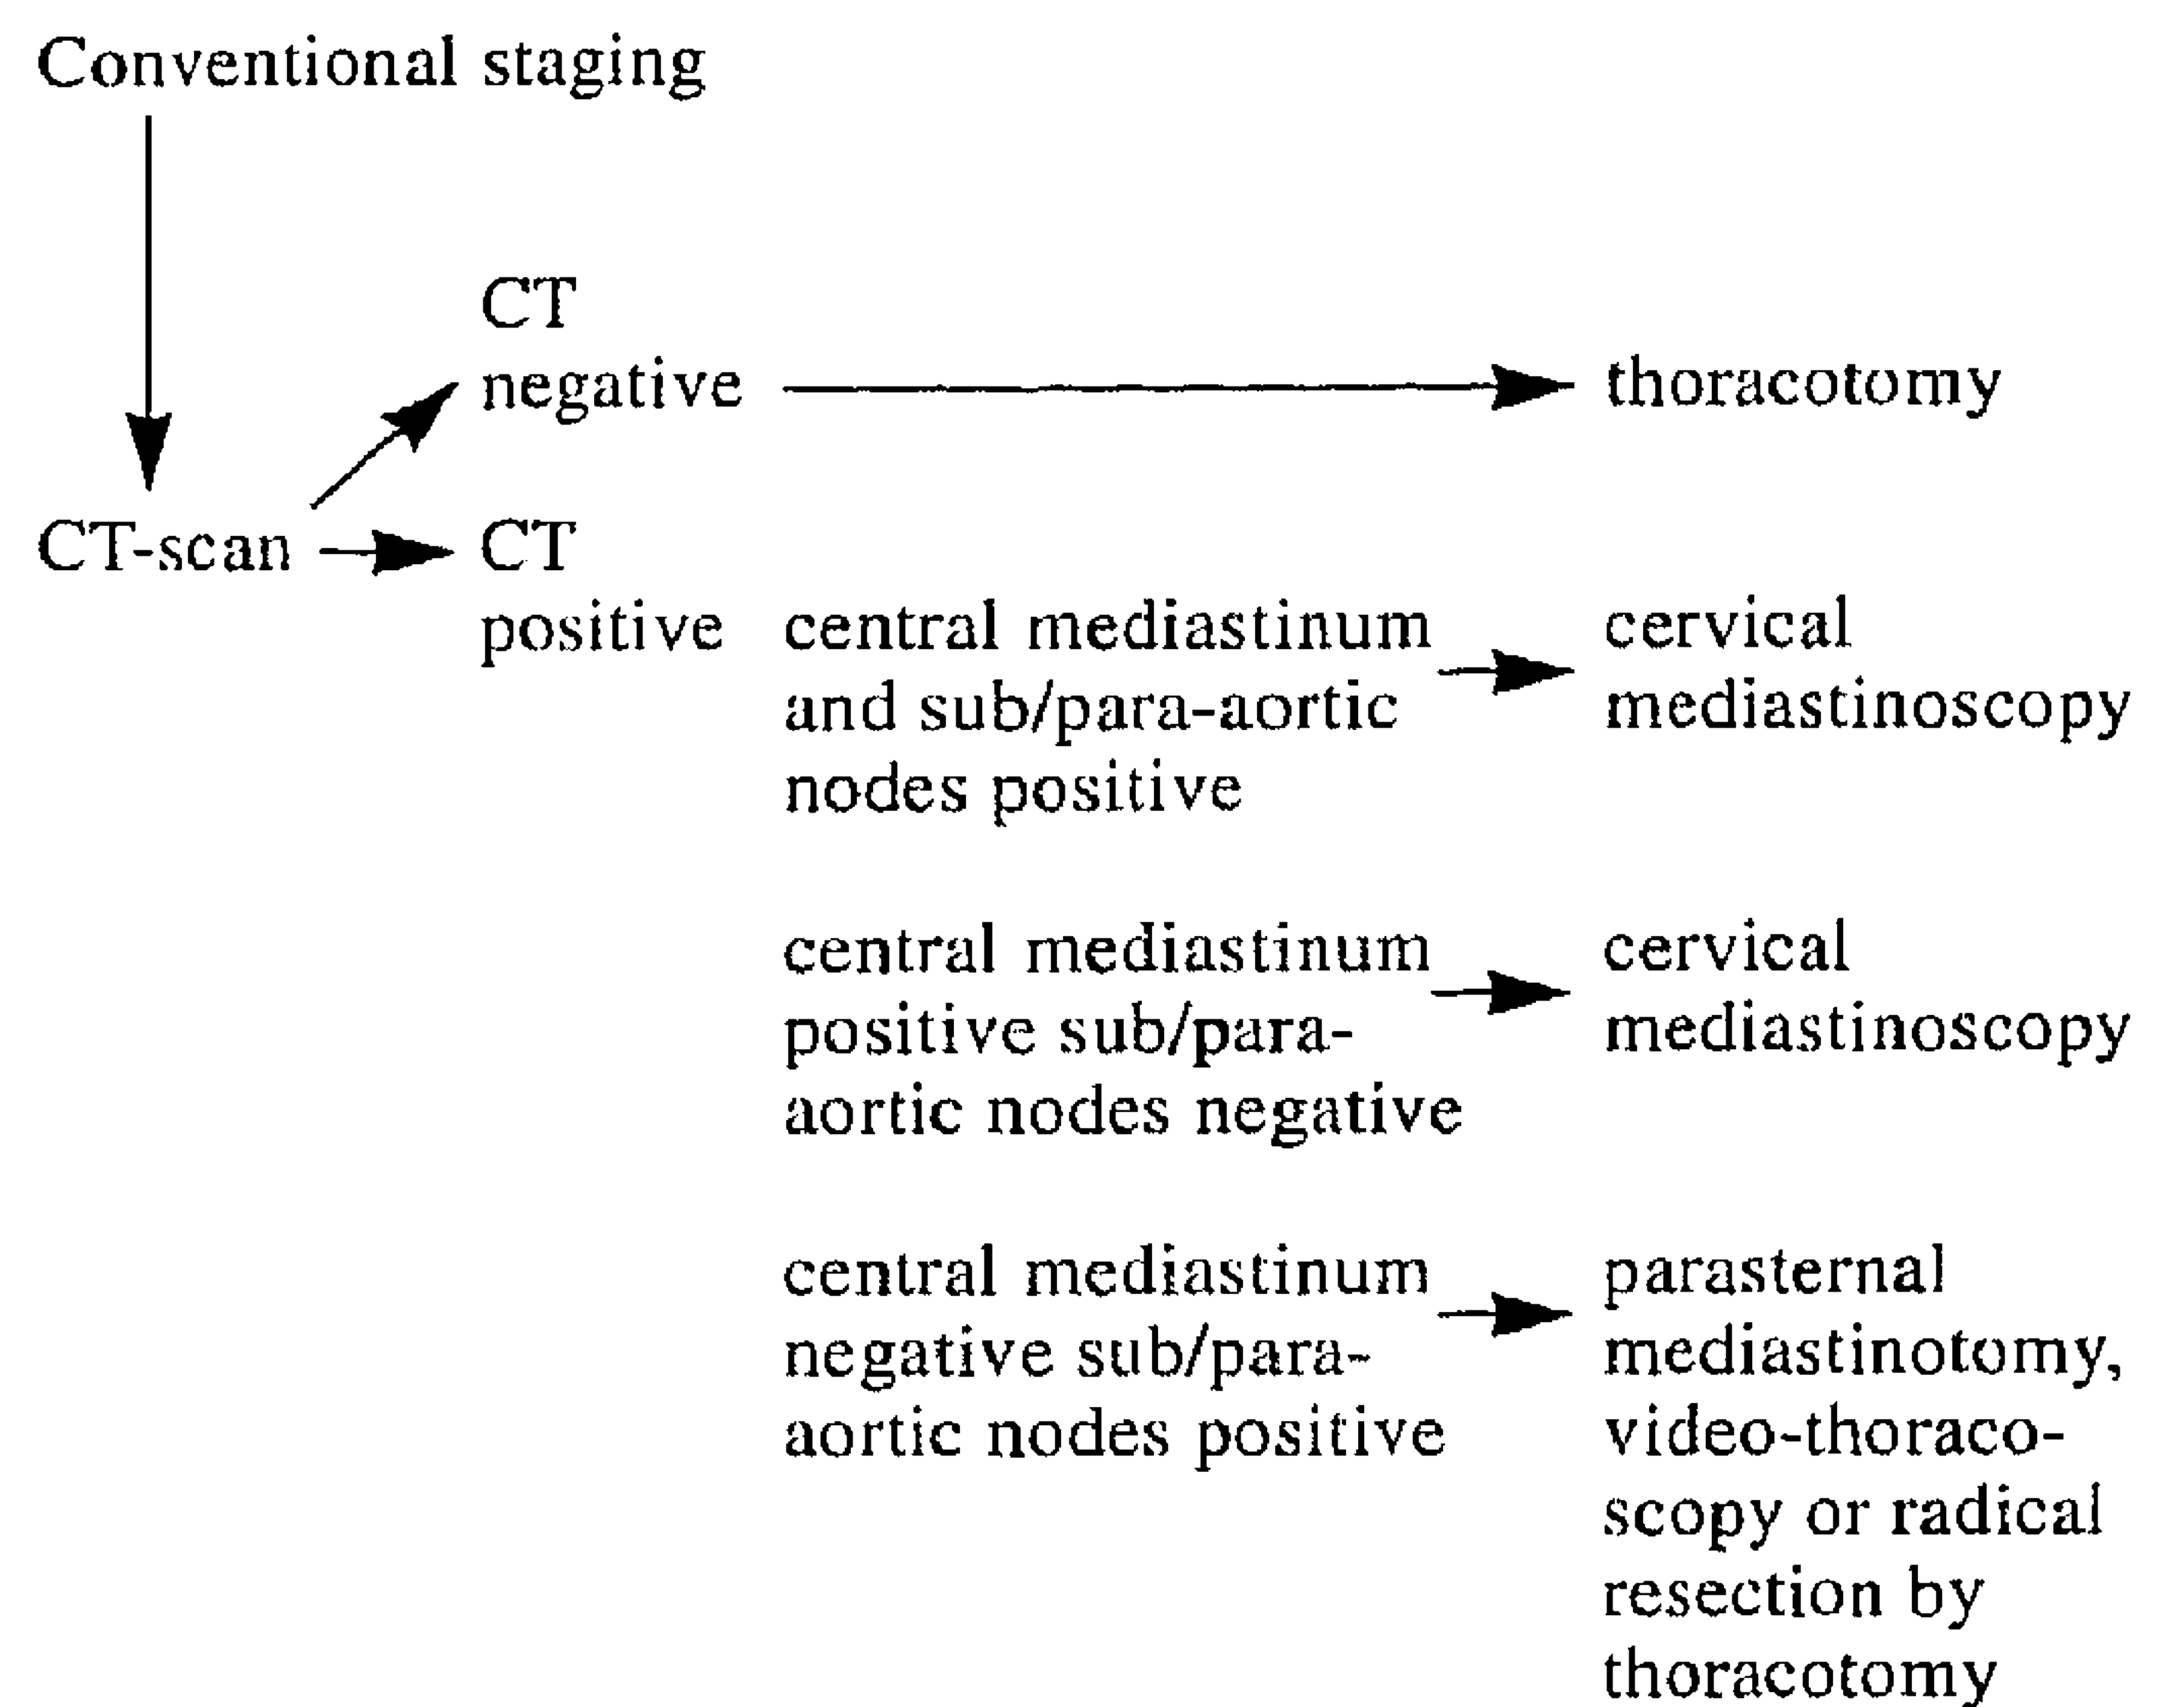 Conventional staging
CT
negative
thoracotomy
CT-scan
CT
positive
central mediastinum
and sub/para-aortic
nodes positive
cervical
mediastinoscopy
central mediastinum
positive sub/para-
aortic nodes negative
cervical
mediastinoscopy
central mediastinum
negative sub/para-
aortic nodes positive
parasternal
mediastinotomy,
video-thoraco-
scopy or radical
resection by
thoracotomy